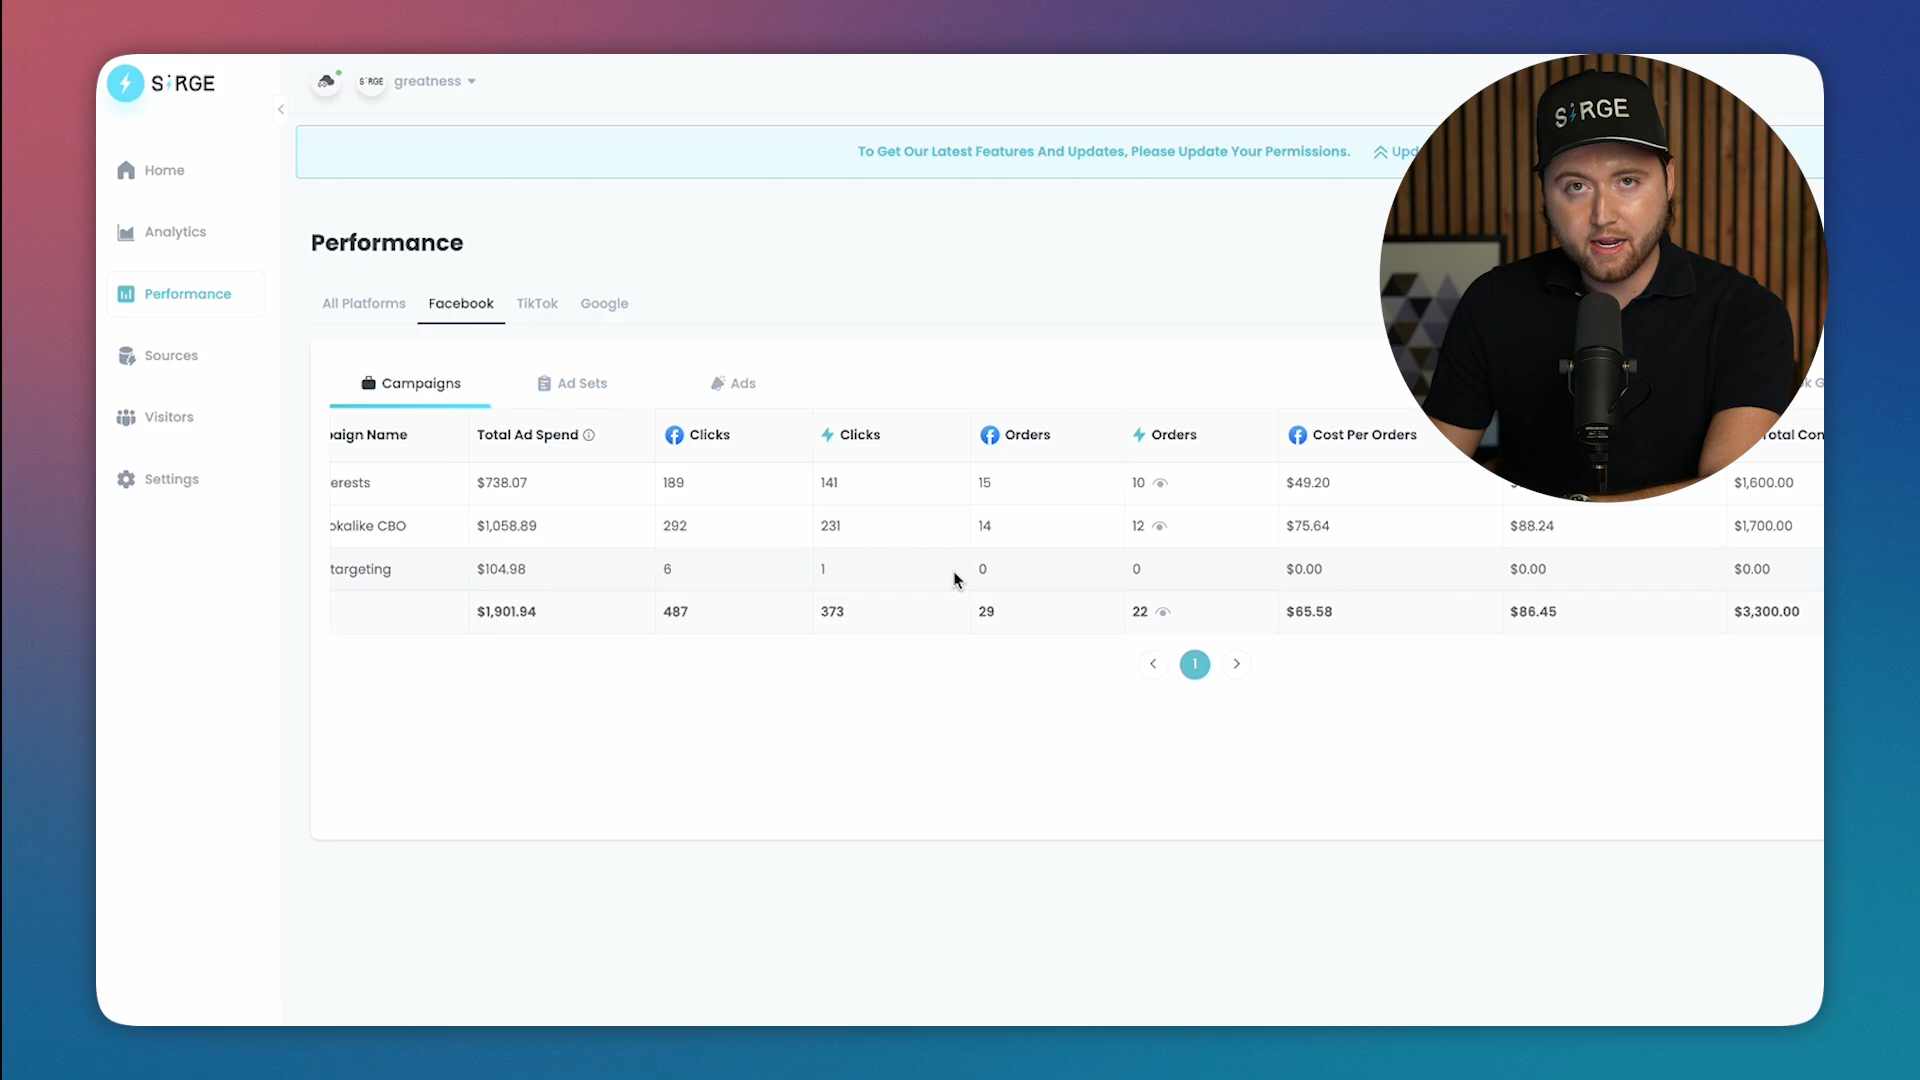 SiRGE
SiRGE greatness
To Get Our Latest Features And Updates, Please Update Your Permissions.
SiRGE
Home
Analytics
Performance
Sources
Visitors
Settings
Performance
All Platforms Facebook TikTok Google
Campaigns Ad Sets Ads
aign Name Total Ad Spend Clicks Clicks Orders Orders Cost Per Orders otal Con
erests $738.07 189 141 15 10 $49.20 $1,600.00
okalike CBO $1,058.89 292 231 14 12 $75.64 $88.24 $1,700.00
targeting $104.98 6 1 0 0 $0.00 $0.00 $0.00
$1,901.94 487 373 29 22 $65.58 $86.45 $3,300.00
1